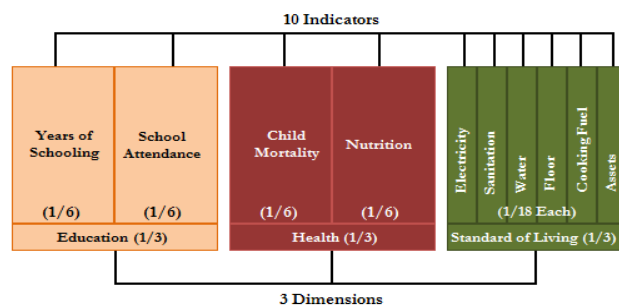 10 Indicators
Years of
Schooling
(1/6)
School
Attendance
(1/6)
Education (1/3)
Child
Mortality
(1/6)
Nutrition
(1/6)
Health (1/3)
Electricity
Sanitation
Water
Floor
Cooking Fuel
Assets
(1/18 Each)
Standard of Living (1/3)
3 Dimensions